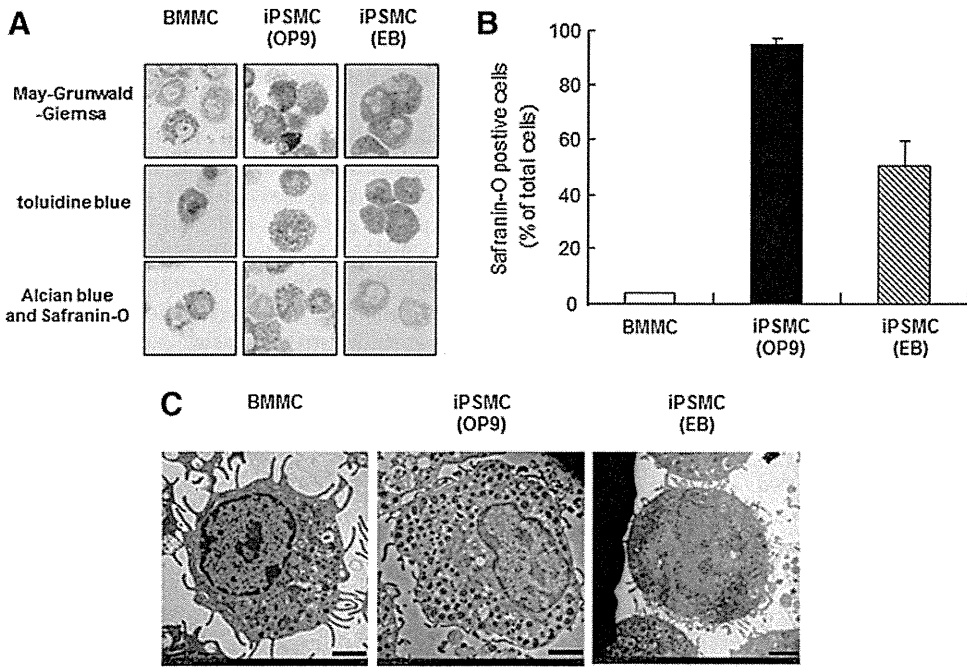 A
BMMC
iPSMC
(OP9)
iPSMC
(EB)
May-Grunwald
-Giemsa
toluidine blue
Alcian blue
and Safranin-O
B
Safranin-O postive cells
(% of total cells)
100
80
60
40
20
0
BMMC
iPSMC
(OP9)
iPSMC
(EB)
C
BMMC
iPSMC
(OP9)
iPSMC
(EB)